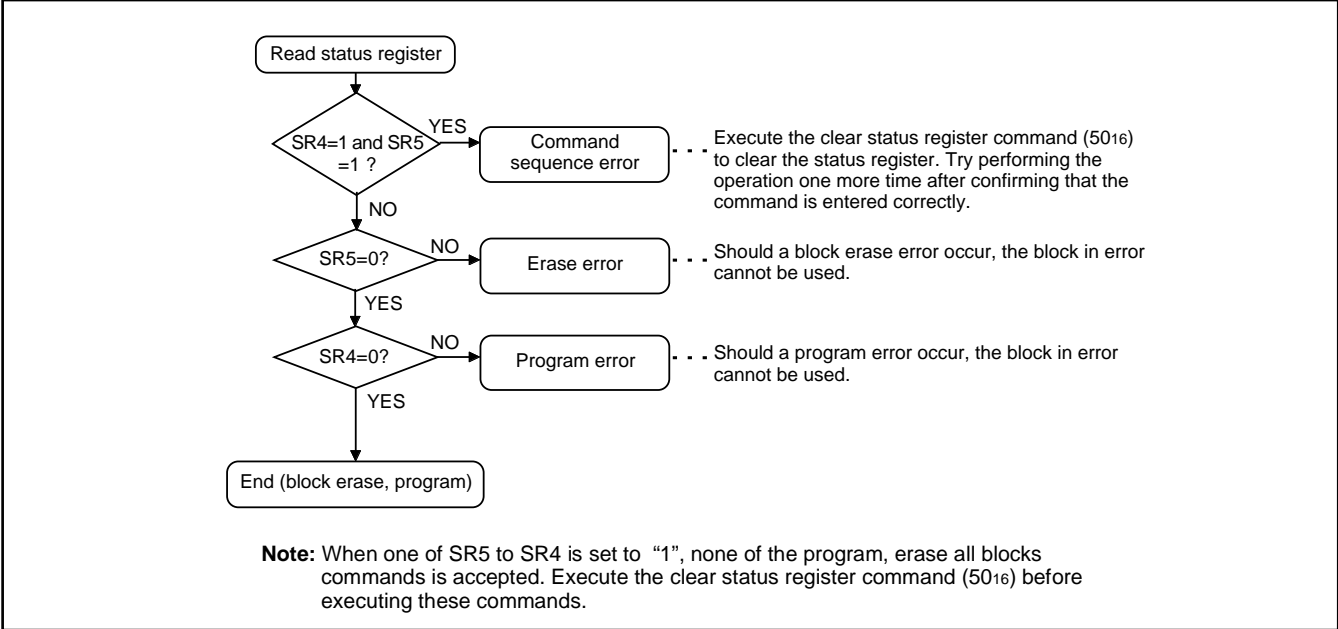 Read status register
SR4=1 and SR5
=1 ?
YES
Command
sequence error
Execute the clear status register command (5016)
to clear the status register. Try performing the
operation one more time after confirming that the
command is entered correctly.
NO
SR5=0?
NO
Erase error
Should a block erase error occur, the block in error
cannot be used.
YES
SR4=0?
NO
Program error
Should a program error occur, the block in error
cannot be used.
YES
End (block erase, program)
Note: When one of SR5 to SR4 is set to “1”, none of the program, erase all blocks
commands is accepted. Execute the clear status register command (5016) before
executing these commands.